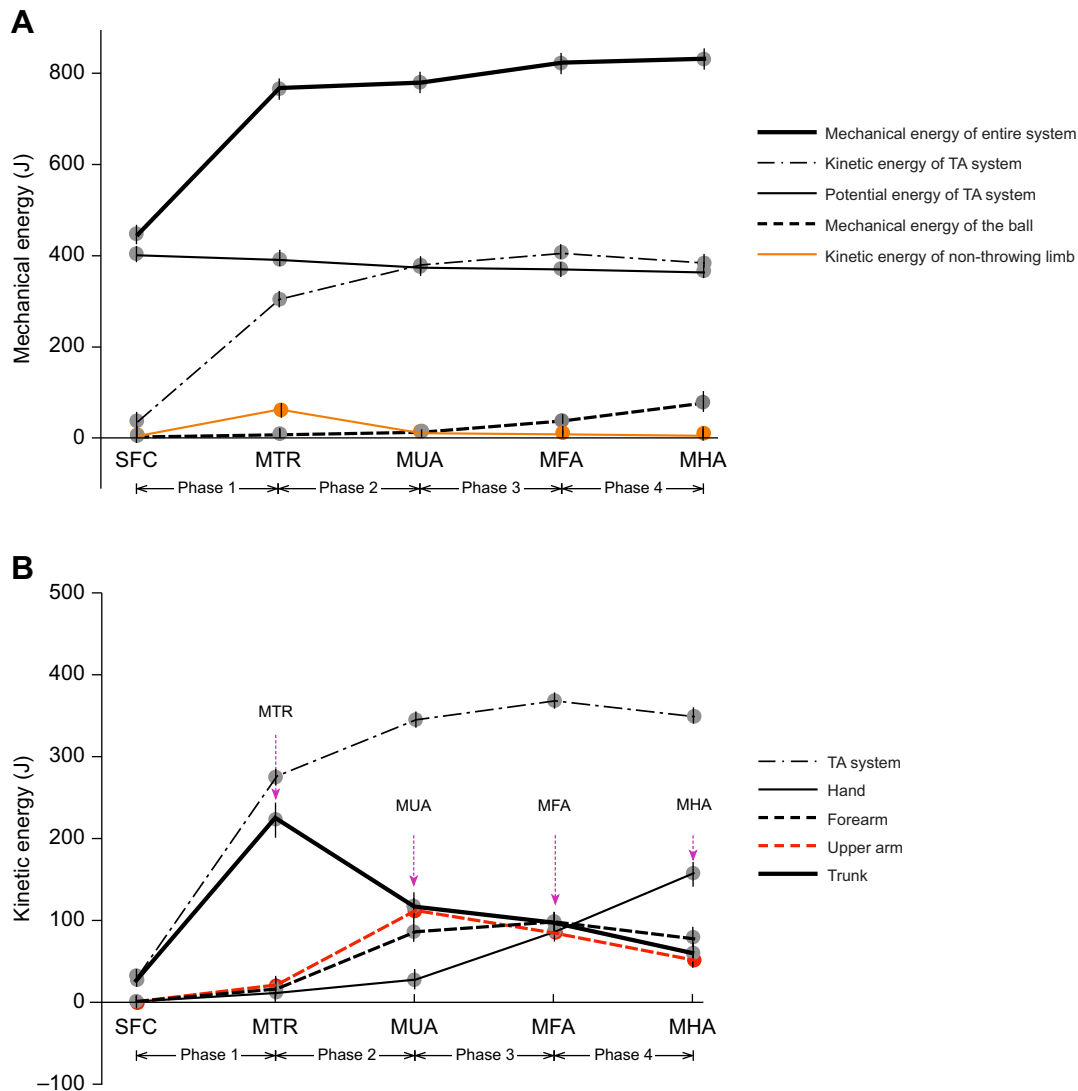 A
Mechanical energy (J)
800
600
400
200
0
SFC MTR MUA MFA MHA
Phase 1 Phase 2 Phase 3 Phase 4
Mechanical energy of entire system
Kinetic energy of TA system
Potential energy of TA system
Mechanical energy of the ball
Kinetic energy of non-throwing limb
B
Kinetic energy (J)
500
400
300
200
100
0
–100
MTR
MUA
MFA
MHA
SFC MTR MUA MFA MHA
Phase 1 Phase 2 Phase 3 Phase 4
TA system
Hand
Forearm
Upper arm
Trunk